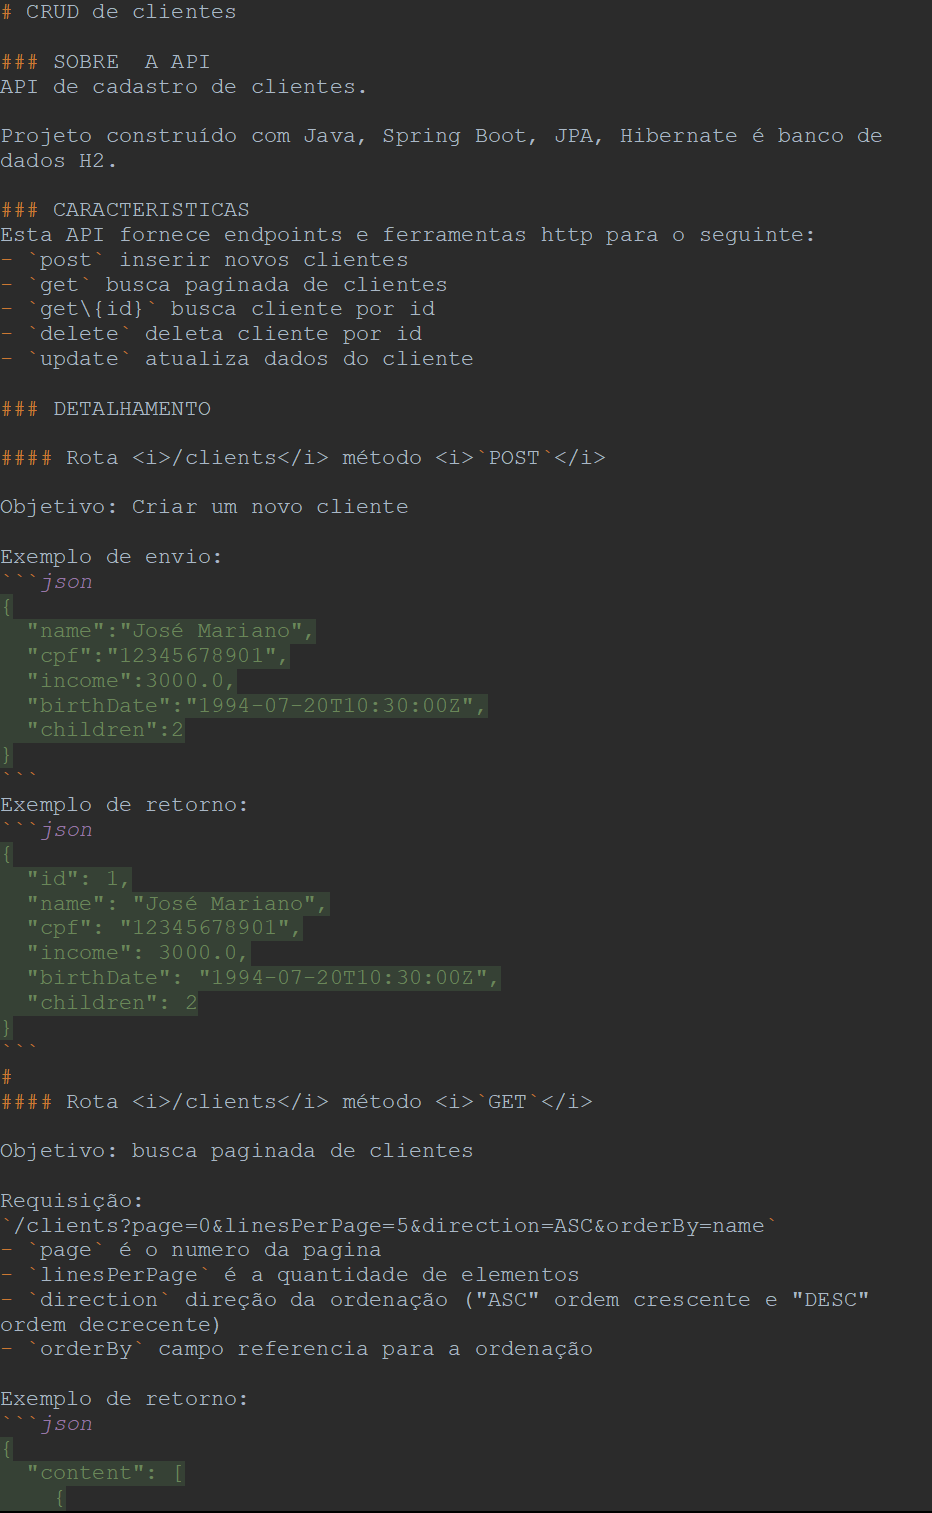 # CRUD de clientes
### SOBRE  A API
API de cadastro de clientes.
Projeto construído com Java, Spring Boot, JPA, Hibernate é banco de
dados H2.
### CARACTERISTICAS
Esta API fornece endpoints e ferramentas http para o seguinte:
- `post` inserir novos clientes
- `get` busca paginada de clientes
- `get\{id}` busca cliente por id
- `delete` deleta cliente por id
- `update` atualiza dados do cliente
### DETALHAMENTO
#### Rota <i>/clients</i> método <i>`POST`</i>
Objetivo: Criar um novo cliente
Exemplo de envio:
```json
{
  "name":"José Mariano",
  "cpf":"12345678901",
  "income":3000.0,
  "birthDate":"1994-07-20T10:30:00Z",
  "children":2
}
```
Exemplo de retorno:
```json
{
  "id": 1,
  "name": "José Mariano",
  "cpf": "12345678901",
  "income": 3000.0,
  "birthDate": "1994-07-20T10:30:00Z",
  "children": 2
}
```
#
#### Rota <i>/clients</i> método <i>`GET`</i>
Objetivo: busca paginada de clientes
Requisição:
`/clients?page=0&linesPerPage=5&direction=ASC&orderBy=name`
- `page` é o numero da pagina
- `linesPerPage` é a quantidade de elementos
- `direction` direção da ordenação ("ASC" ordem crescente e "DESC"
ordem decrecente)
- `orderBy` campo referencia para a ordenação
Exemplo de retorno:
```json
{
  "content": [
    {